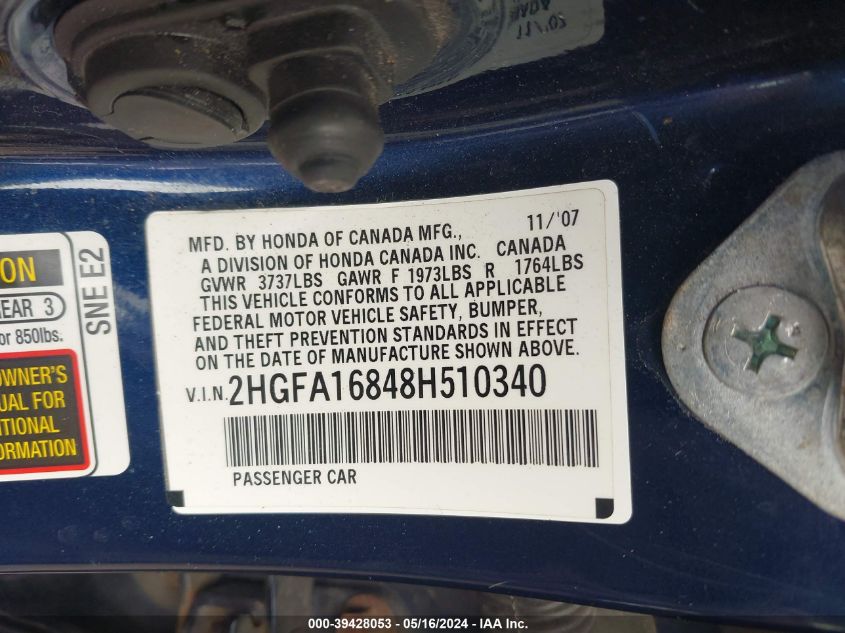 11/'07
MFD. BY HONDA OF CANADA MFG.,
A DIVISION OF HONDA CANADA INC. CANADA
GVWR 3737LBS GAWR F 1973LBS R 1764LBS
THIS VEHICLE CONFORMS TO ALL APPLICABLE
FEDERAL MOTOR VEHICLE SAFETY, BUMPER,
AND THEFT PREVENTION STANDARDS IN EFFECT
ON THE DATE OF MANUFACTURE SHOWN ABOVE.
V.I.N. 2HGFA16848H510340
PASSENGER CAR
ON
REAR 3
or 850lbs.
SNE E2
OWNER'S
UAL FOR
TIONAL
ORMATION
000-39428053 - 05/16/2024 - IAA Inc.